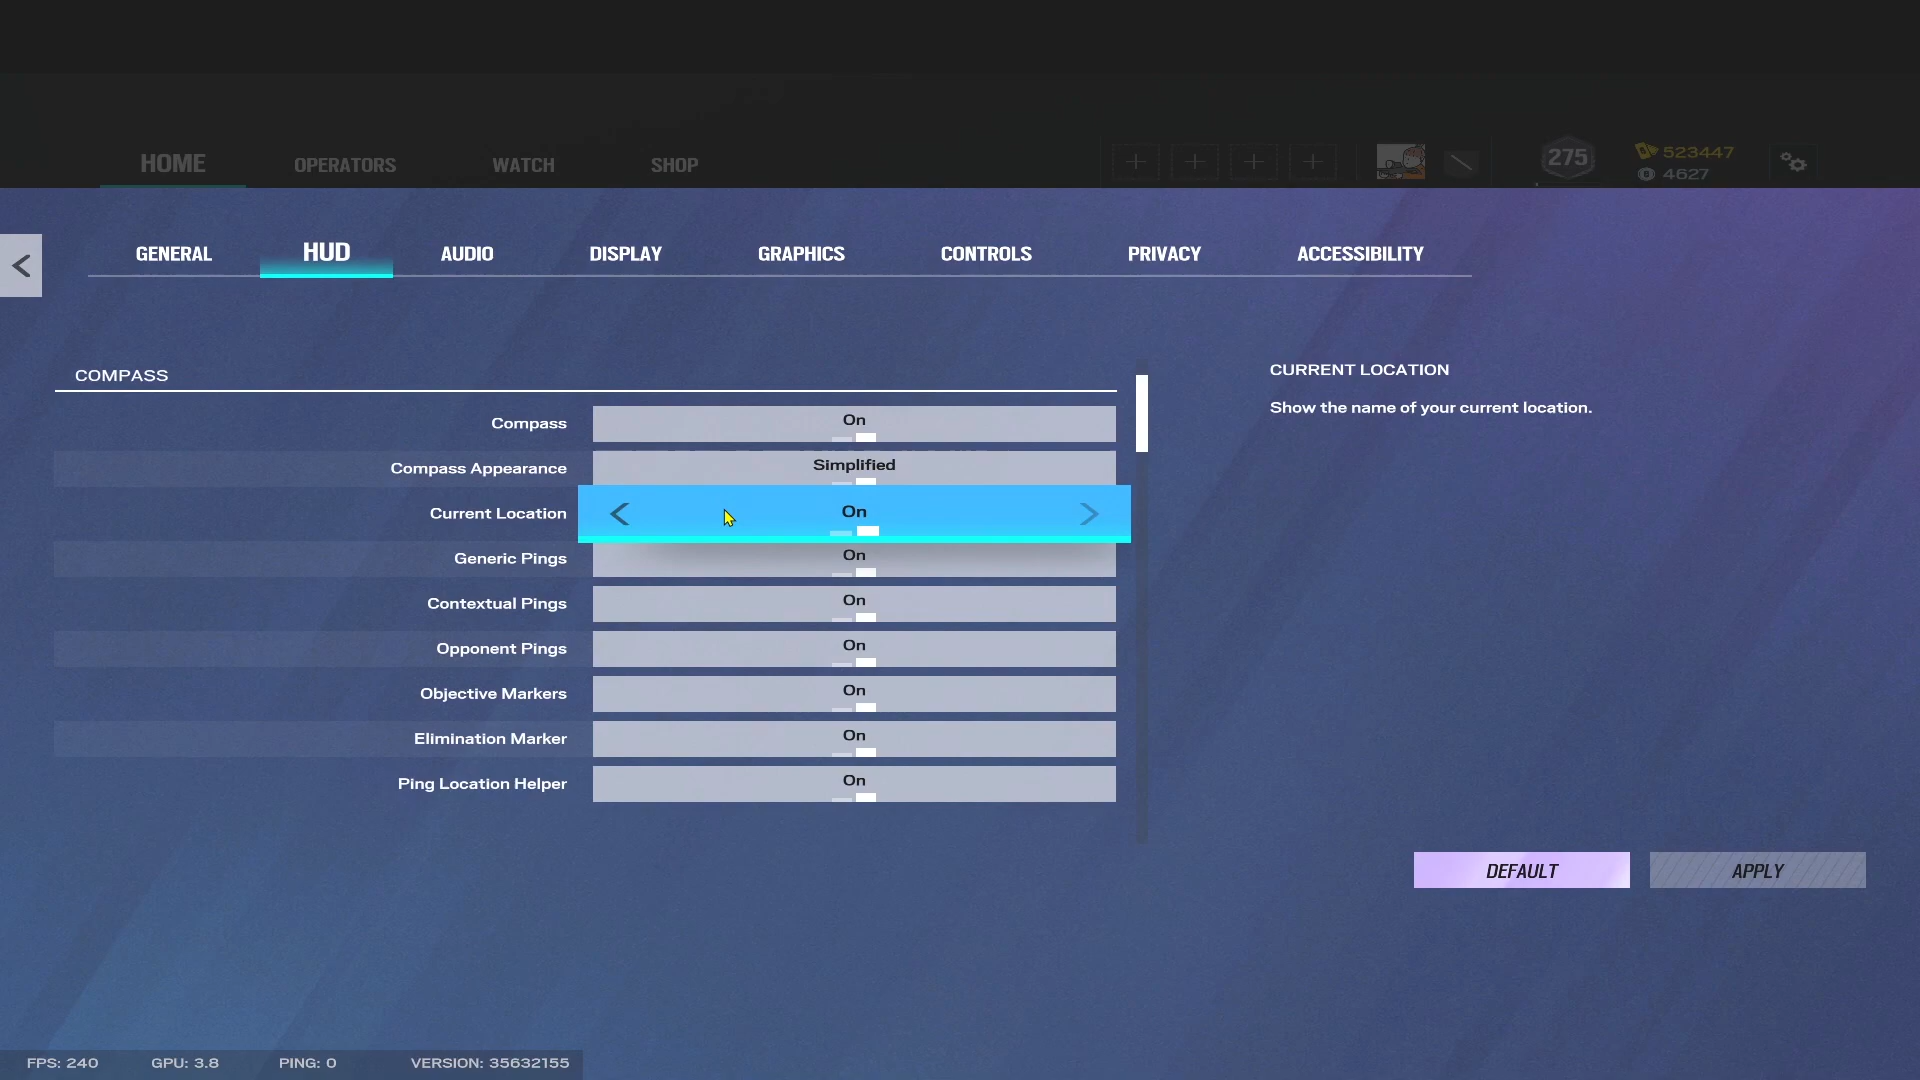 HOME OPERATORS WATCH SHOP 275 523447
4627
GENERAL HUD AUDIO DISPLAY GRAPHICS CONTROLS PRIVACY ACCESSIBILITY
COMPASS
Compass On
Compass Appearance Simplified
Current Location On
Generic Pings On
Contextual Pings On
Opponent Pings On
Objective Markers On
Elimination Marker On
Ping Location Helper On
CURRENT LOCATION
Show the name of your current location.
DEFAULT APPLY
FPS: 240 GPU: 3.8 PING: 0 VERSION: 35632155